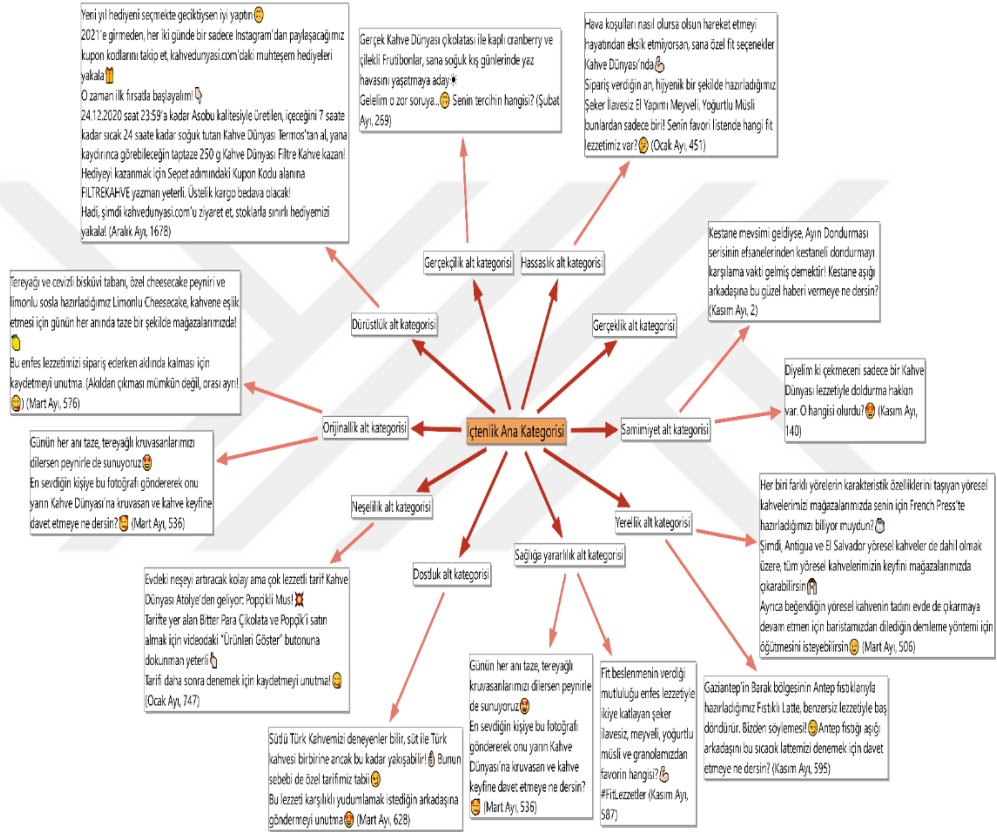 Yeni yıl hediyeni seçmekte geciktiysen iyi yaptın🙃
2021'e girmeden, her iki günde bir sadece Instagram'dan paylaşacağımız
kupon kodlarını takip et, kahvedunyasi.com'daki muhteşem hediyeleri
yakala🎁
O zaman ilk fırsatla başlayalım!👇🏻
24.12.2020 saat 23:59'a kadar Asobu kalitesiyle üretilen, içeceğini 7 saate
kadar sıcak 24 saate kadar soğuk tutan Kahve Dünyası Termos'tan al, yana
kaydırınca görebileceğin taptaze 250 g Kahve Dünyası Filtre Kahve kazan!
Hediyeyi kazanmak için Sepet adımındaki Kupon Kodu alanına
FILTREKAHVE yazman yeterli. Üstelik kargo bedava olacak!
Hadi, şimdi kahvedunyasi.com'u ziyaret et, stoklarla sınırlı hediyemizi
yakala! (Aralık Ayı, 1678)
Gerçek Kahve Dünyası çikolatası ile kaplı cranberry ve
çilekli Frutibonlar, sana soğuk kış günlerinde yaz
havasını yaşatmaya aday☀
Gelelim o zor soruya...🙃 Senin tercihin hangisi? (Şubat
Ayı, 269)
Hava koşulları nasıl olursa olsun hareket etmeyi
hayatından eksik etmiyorsan, sana özel fit seçenekler
Kahve Dünyası'nda💪🏻
Sipariş verdiğin an, hijyenik bir şekilde hazırladığımız
Şeker İlavesiz El Yapımı Meyveli, Yoğurtlu Müsli
bunlardan sadece biri! Senin favori listende hangi fit
lezzetimiz var?🤔 (Ocak Ayı, 451)
Kestane mevsimi geldiyse, Ayın Dondurması
serisinin efsanelerinden kestaneli dondurmayı
karşılama vakti gelmiş demektir! Kestane aşığı
arkadaşına bu güzel haberi vermeye ne dersin?
(Kasım Ayı, 2)
Gerçekçilik alt kategorisi
Hassaslık alt kategorisi
Dürüstlük alt kategorisi
Gerçeklik alt kategorisi
Tereyağı ve cevizli bisküvi tabanı, özel cheesecake peyniri ve
limonlu sosla hazırladığımız Limonlu Cheesecake, kahvene eşlik
etmesi için günün her anında taze bir şekilde mağazalarımızda!
🍋
Bu enfes lezzetimizi sipariş ederken aklında kalması için
kaydetmeyi unutma. (Akıldan çıkması mümkün değil, orası ayrı!
😋) (Mart Ayı, 576)
Diyelim ki çekmeceni sadece bir Kahve
Dünyası lezzetiyle doldurma hakkın
var. O hangisi olurdu?😍 (Kasım Ayı,
140)
Orijinallik alt kategorisi
İçtenlik Ana Kategorisi
Samimiyet alt kategorisi
Günün her anı taze, tereyağlı kruvasanlarımızı
dilersen peynirle de sunuyoruz😍
En sevdiğin kişiye bu fotoğrafı göndererek onu
yarın Kahve Dünyası'na kruvasan ve kahve keyfine
davet etmeye ne dersin?🥰 (Mart Ayı, 536)
Neşelilik alt kategorisi
Yerellik alt kategorisi
Sağlığa yararlılık alt kategorisi
Dostluk alt kategorisi
Her biri farklı yörelerin karakteristik özelliklerini taşıyan yöresel
kahvelerimizi mağazalarımızda senin için French Press'te
hazırladığımızı biliyor muydun?
Şimdi, Antigua ve El Salvador yöresel kahveler de dahil olmak
üzere, tüm yöresel kahvelerimizin keyfini mağazalarımızda
çıkarabilirsin
Ayrıca beğendiğin yöresel kahvenin tadını evde de çıkarmaya
devam etmen için baristamızdan dilediğin demleme yöntemi için
öğütmesini isteyebilirsin😊 (Mart Ayı, 506)
Evdeki neşeyi artıracak kolay ama çok lezzetli tarif Kahve
Dünyası Atölye'den geliyor: Popçikli Mus!💥
Tarifte yer alan Bitter Para Çikolata ve Popçik'i satın
almak için videodaki "Ürünleri Göster" butonuna
dokunman yeterli👆🏻
Tarifi daha sonra denemek için kaydetmeyi unutma!😋
(Ocak Ayı, 747)
Sütlü Türk Kahvemizi deneyenler bilir, süt ile Türk
kahvesi birbirine ancak bu kadar yakışabilir!👌🏻 Bunun
sebebi de özel tarifimiz tabii😉
Bu lezzeti karşılıklı yudumlamak istediğin arkadaşına
göndermeyi unutma😍 (Mart Ayı, 628)
Günün her anı taze, tereyağlı
kruvasanlarımızı dilersen peynirle
de sunuyoruz😍
En sevdiğin kişiye bu fotoğrafı
göndererek onu yarın Kahve
Dünyası'na kruvasan ve kahve
keyfine davet etmeye ne dersin?
🥰 (Mart Ayı, 536)
Fit beslenmenin verdiği
mutluluğu enfes lezzetiyle
ikiye katlayan şeker
ilavesiz, meyveli, yoğurtlu
müsli ve granolamızdan
favorin hangisi?💪🏻
#FitLezzetler (Kasım Ayı,
587)
Gaziantep'in Barak bölgesinin Antep fıstıklarıyla
hazırladığımız Fıstıklı Latte, benzersiz lezzetiyle baş
döndürür. Bizden söylemesi!😉Antep fıstığı aşığı
arkadaşını bu sıcacık lattemizi denemek için davet
etmeye ne dersin? (Kasım Ayı, 595)